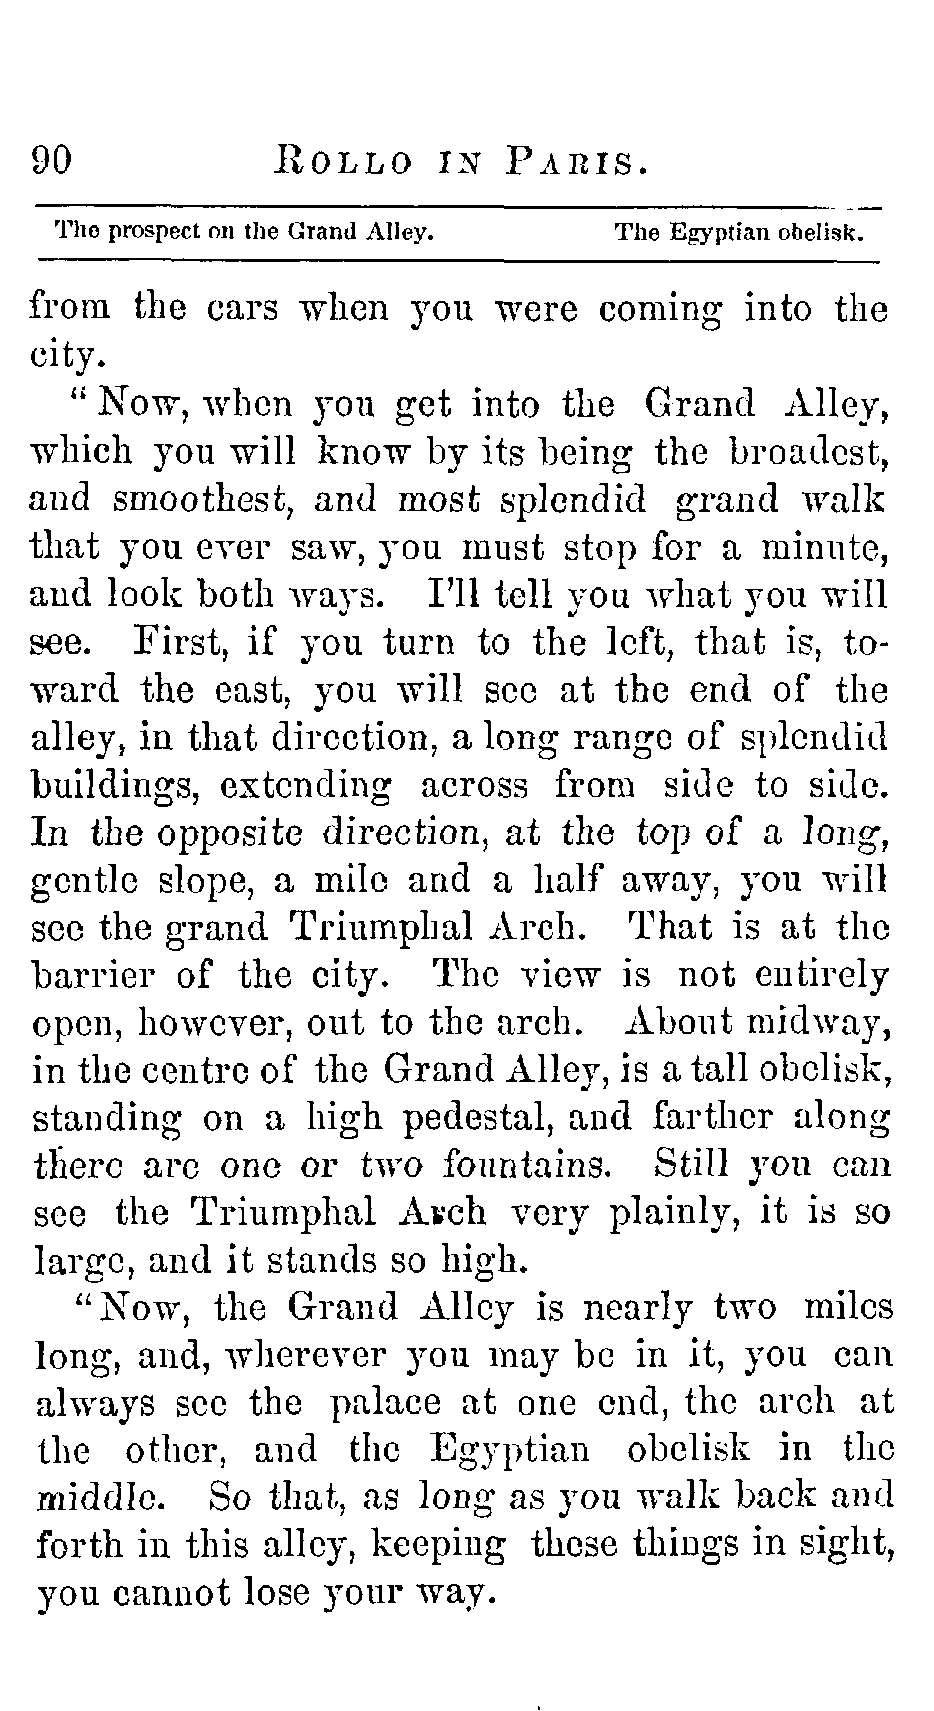 90 ROLLO IN PARIS.
The prospect on the Grand Alley. The Egyptian obelisk.
from the cars when you were coming into the
city.
"Now, when you get into the Grand Alley,
which you will know by its being the broadest,
and smoothest, and most splendid grand walk
that you ever saw, you must stop for a minute,
and look both ways. I'll tell you what you will
see. First, if you turn to the left, that is, to-
ward the east, you will see at the end of the
alley, in that direction, a long range of splendid
buildings, extending across from side to side.
In the opposite direction, at the top of a long,
gentle slope, a mile and a half away, you will
see the grand Triumphal Arch. That is at the
barrier of the city. The view is not entirely
open, however, out to the arch. About midway,
in the centre of the Grand Alley, is a tall obelisk,
standing on a high pedestal, and farther along
there are one or two fountains. Still you can
see the Triumphal Arch very plainly, it is so
large, and it stands so high.
"Now, the Grand Alley is nearly two miles
long, and, wherever you may be in it, you can
always see the palace at one end, the arch at
the other, and the Egyptian obelisk in the
middle. So that, as long as you walk back and
forth in this alley, keeping these things in sight,
you cannot lose your way.